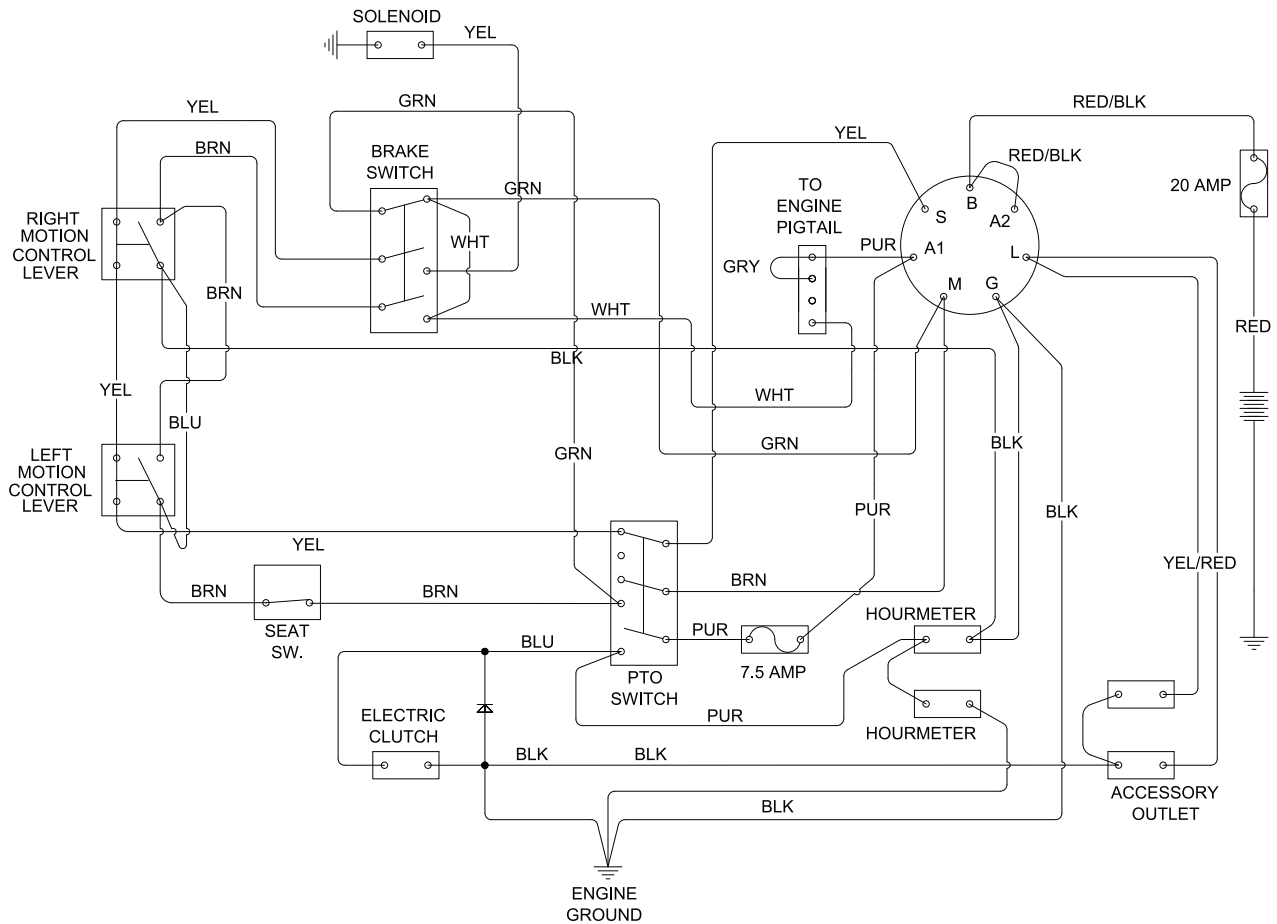 SOLENOID
YEL
GRN
YEL
RED/BLK
YEL
BRN
BRAKE
SWITCH
RED/BLK
TO
ENGINE
PIGTAIL
20 AMP
GRN
S
B
A2
RIGHT
MOTION
CONTROL
LEVER
WHT
PUR
A1
L
GRY
BRN
M
G
WHT
RED
BLK
YEL
WHT
BLU
GRN
BLK
LEFT
MOTION
CONTROL
LEVER
GRN
PUR
BLK
YEL
YEL/RED
BRN
BRN
BRN
HOURMETER
SEAT
SW.
BLU
PUR
7.5 AMP
PTO
SWITCH
PUR
ELECTRIC
CLUTCH
HOURMETER
BLK
BLK
BLK
ACCESSORY
OUTLET
ENGINE
GROUND